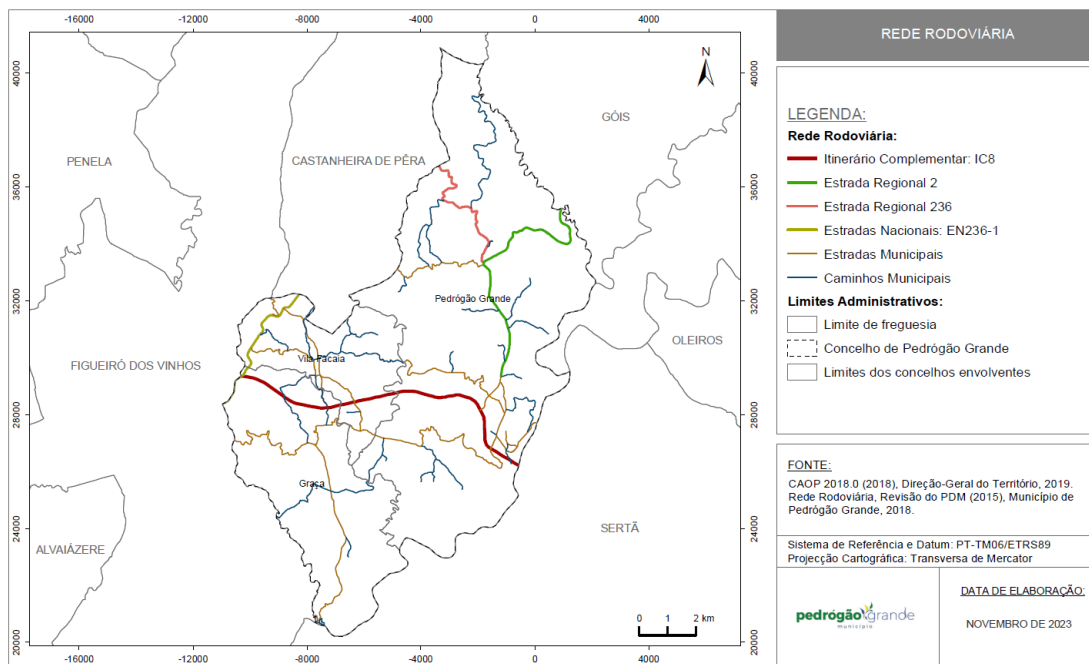 -16000 -12000 -8000 -4000 0 4000
REDE RODOVIÁRIA
40000 40000
N
GÓIS
LEGENDA:
Rede Rodoviária:
PENELA
CASTANHEIRA DE PÊRA
Itinerário Complementar: IC8
36000 36000
Estrada Regional 2
Estrada Regional 236
Estradas Nacionais: EN236-1
Estradas Municipais
Caminhos Municipais
32000 32000
Pedrógão Grande
Limites Administrativos:
Limite de freguesia
OLEIROS
Concelho de Pedrógão Grande
Vila Facaia
FIGUEIRÓ DOS VINHOS
Limites dos concelhos envolventes
28000 28000
FONTE:
CAOP 2018.0 (2018), Direção-Geral do Território, 2019.
Rede Rodoviária, Revisão do PDM (2015), Município de
Pedrógão Grande, 2018.
Graça
24000 24000
SERTÃ
ALVAIÁZERE
Sistema de Referência e Datum: PT-TM06/ETRS89
Projecção Cartográfica: Transversa de Mercator
DATA DE ELABORAÇÃO:
pedrógão grande
município
NOVEMBRO DE 2023
0 1 2 km
20000 20000
-16000 -12000 -8000 -4000 0 4000